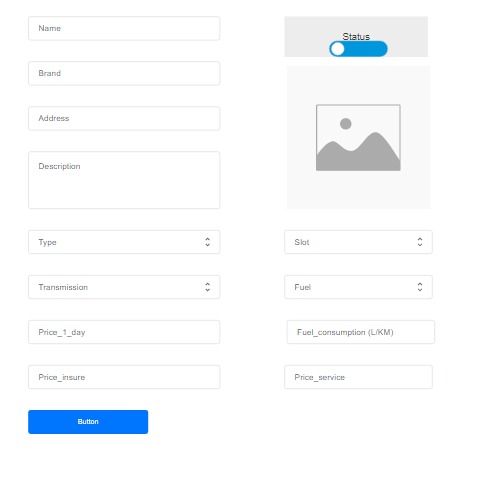 Name
Status
Brand
Address
Description
Type
Slot
Transmission
Fuel
Price_1_day
Fuel_consumption (L/KM)
Price_insure
Price_service
Button